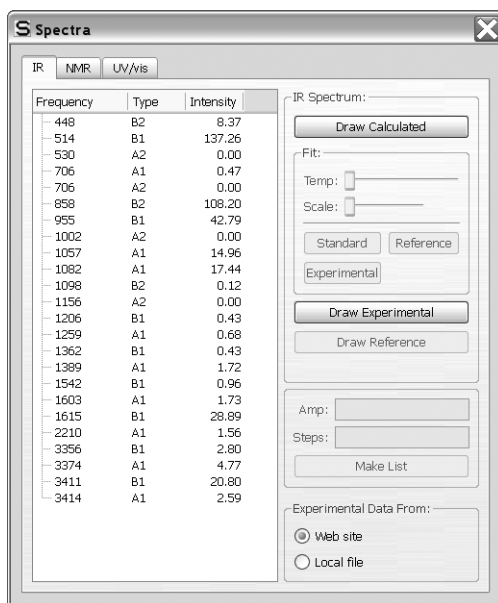 S Spectra
IR NMR UV/vis
Frequency Type Intensity
448 B2 8.37
514 B1 137.26
530 A2 0.00
706 A1 0.47
706 A2 0.00
858 B2 108.20
955 B1 42.79
1002 A2 0.00
1057 A1 14.96
1082 A1 17.44
1098 B2 0.12
1156 A2 0.00
1206 B1 0.43
1259 A1 0.68
1362 B1 0.43
1389 A1 1.72
1542 B1 0.96
1603 A1 1.73
1615 B1 28.89
2210 A1 1.56
3356 B1 2.80
3374 A1 4.77
3411 B1 20.80
3414 A1 2.59
IR Spectrum:
Draw Calculated
Fit:
Temp:
Scale:
Standard Reference
Experimental
Draw Experimental
Draw Reference
Amp:
Steps:
Make List
Experimental Data From:
Web site
Local file